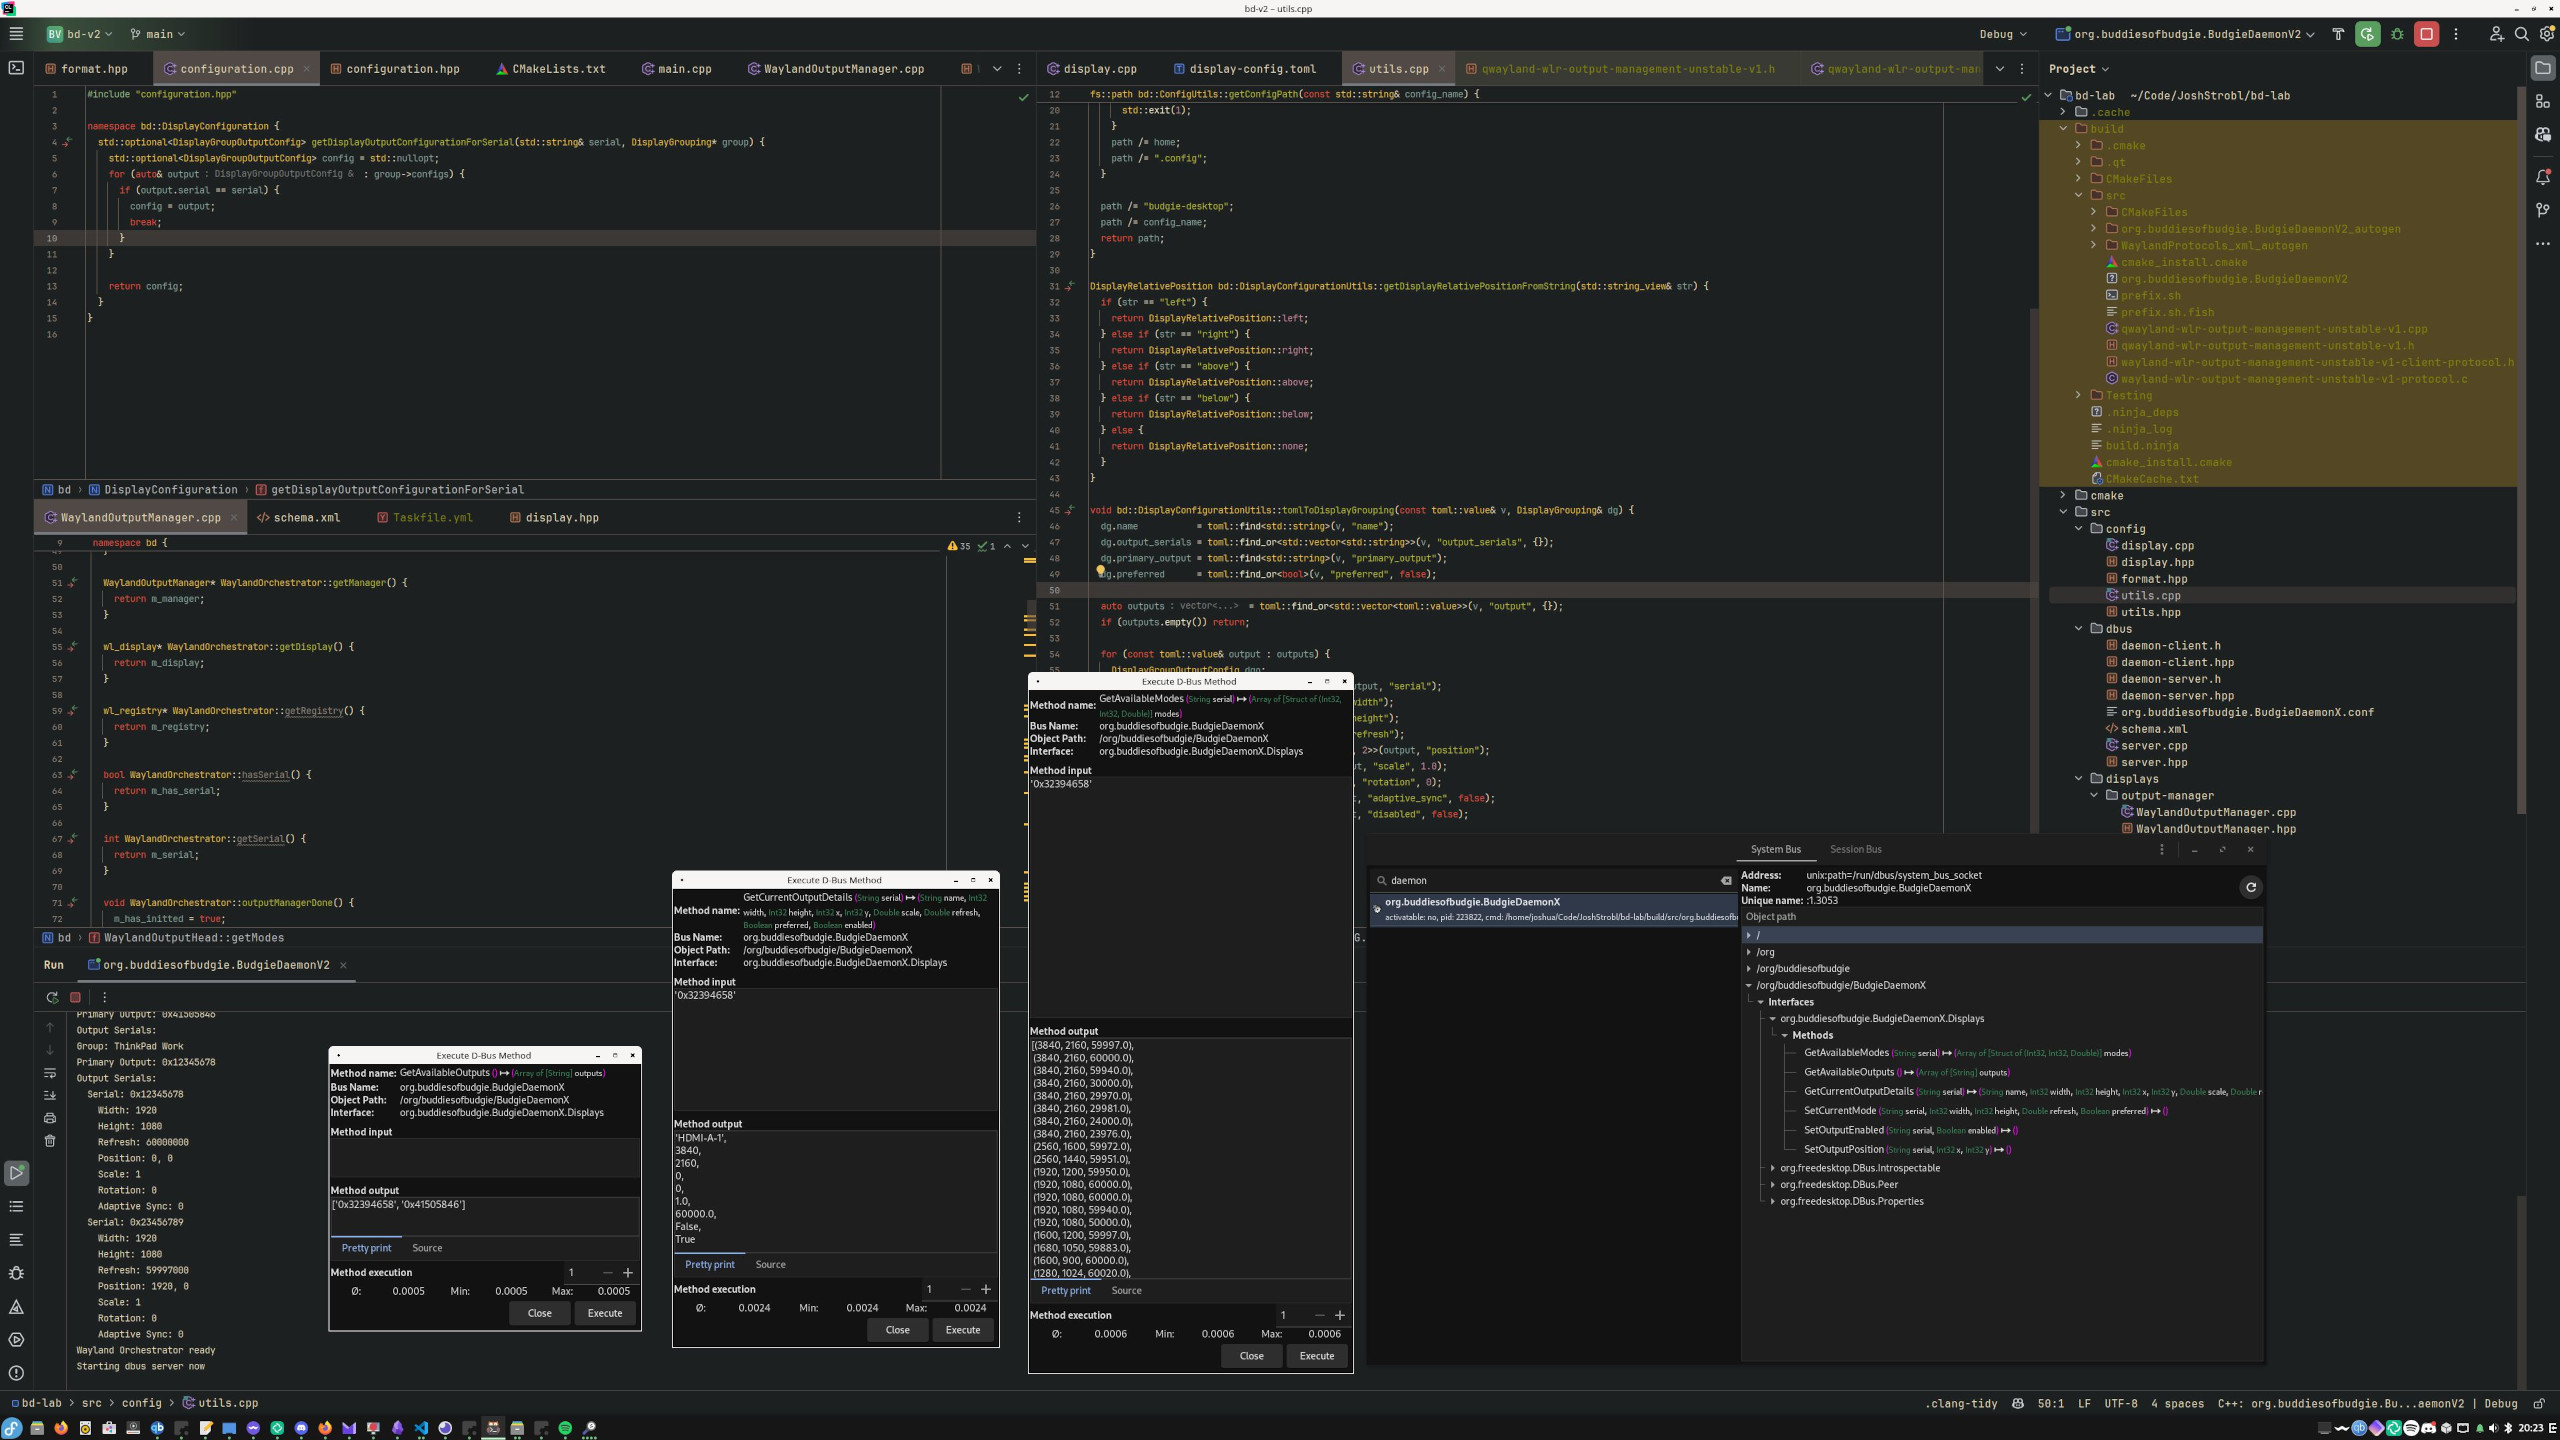 bd-v2 – utils.cpp
BV bd-v2 main Debug org.buddiesofbudgie.BudgieDaemonV2
format.hpp configuration.cpp configuration.hpp CMakeLists.txt main.cpp WaylandOutputManager.cpp
1 #include "configuration.hpp"
2
3 namespace bd::DisplayConfiguration {
4 std::optional<DisplayGroupOutputConfig> getDisplayOutputConfigurationForSerial(std::string& serial, DisplayGrouping* group) {
5 std::optional<DisplayGroupOutputConfig> config = std::nullopt;
6 for (auto& output : DisplayGroupOutputConfig & : group->configs) {
7 if (output.serial == serial) {
8 config = output;
9 break;
10 }
11 }
12
13 return config;
14 }
15 }
16
bd DisplayConfiguration getDisplayOutputConfigurationForSerial
WaylandOutputManager.cpp schema.xml Taskfile.yml display.hpp
9 namespace bd {
35 1
50
51 WaylandOutputManager* WaylandOrchestrator::getManager() {
52 return m_manager;
53 }
54
55 wl_display* WaylandOrchestrator::getDisplay() {
56 return m_display;
57 }
58
59 wl_registry* WaylandOrchestrator::getRegistry() {
60 return m_registry;
61 }
62
63 bool WaylandOrchestrator::hasSerial() {
64 return m_has_serial;
65 }
66
67 int WaylandOrchestrator::getSerial() {
68 return m_serial;
69 }
70
71 void WaylandOrchestrator::outputManagerDone() {
72 m_has_initted = true;
bd WaylandOutputHead::getModes
display.cpp display-config.toml utils.cpp qwayland-wlr-output-management-unstable-v1.h qwayland-wlr-output-man
12 fs::path bd::ConfigUtils::getConfigPath(const std::string& config_name) {
20 std::exit(1);
21 }
22 path /= home;
23 path /= ".config";
24 }
25
26 path /= "budgie-desktop";
27 path /= config_name;
28 return path;
29 }
30
31 DisplayRelativePosition bd::DisplayConfigurationUtils::getDisplayRelativePositionFromString(std::string_view& str) {
32 if (str == "left") {
33 return DisplayRelativePosition::left;
34 } else if (str == "right") {
35 return DisplayRelativePosition::right;
36 } else if (str == "above") {
37 return DisplayRelativePosition::above;
38 } else if (str == "below") {
39 return DisplayRelativePosition::below;
40 } else {
41 return DisplayRelativePosition::none;
42 }
43 }
44
45 void bd::DisplayConfigurationUtils::tomlToDisplayGrouping(const toml::value& v, DisplayGrouping& dg) {
46 dg.name = toml::find<std::string>(v, "name");
47 dg.output_serials = toml::find_or<std::vector<std::string>>(v, "output_serials", {});
48 dg.primary_output = toml::find<std::string>(v, "primary_output");
49 dg.preferred = toml::find_or<bool>(v, "preferred", false);
50
51 auto outputs : vector<...> = toml::find_or<std::vector<toml::value>>(v, "output", {});
52 if (outputs.empty()) return;
53
54 for (const toml::value& output : outputs) {
55 DisplayGroupOutputConfig dgo;
tput, "serial");
idth");
eight");
efresh");
2>>(output, "position");
t, "scale", 1.0);
"rotation", 0);
, "adaptive_sync", false);
, "disabled", false);
Project
bd-lab ~/Code/JoshStrobl/bd-lab
.cache
build
.cmake
.qt
CMakeFiles
src
CMakeFiles
org.buddiesofbudgie.BudgieDaemonV2_autogen
WaylandProtocols_xml_autogen
cmake_install.cmake
org.buddiesofbudgie.BudgieDaemonV2
prefix.sh
prefix.sh.fish
qwayland-wlr-output-management-unstable-v1.cpp
qwayland-wlr-output-management-unstable-v1.h
wayland-wlr-output-management-unstable-v1-client-protocol.h
wayland-wlr-output-management-unstable-v1-protocol.c
Testing
.ninja_deps
.ninja_log
build.ninja
cmake_install.cmake
CMakeCache.txt
cmake
src
config
display.cpp
display.hpp
format.hpp
utils.cpp
utils.hpp
dbus
daemon-client.h
daemon-client.hpp
daemon-server.h
daemon-server.hpp
org.buddiesofbudgie.BudgieDaemonX.conf
schema.xml
server.cpp
server.hpp
displays
output-manager
WaylandOutputManager.cpp
WaylandOutputManager.hpp
Run org.buddiesofbudgie.BudgieDaemonV2
Primary Output: 0x41505846
Output Serials:
Group: ThinkPad Work
Primary Output: 0x12345678
Output Serials:
Serial: 0x12345678
Width: 1920
Height: 1080
Refresh: 60000000
Position: 0, 0
Scale: 1
Rotation: 0
Adaptive Sync: 0
Serial: 0x23456789
Width: 1920
Height: 1080
Refresh: 59997000
Position: 1920, 0
Scale: 1
Rotation: 0
Adaptive Sync: 0
Wayland Orchestrator ready
Starting dbus server now
Execute D-Bus Method
Method name: GetAvailableOutputs () ↦ (Array of [String] outputs)
Bus Name: org.buddiesofbudgie.BudgieDaemonX
Object Path: /org/buddiesofbudgie/BudgieDaemonX
Interface: org.buddiesofbudgie.BudgieDaemonX.Displays
Method input
Method output
['0x32394658', '0x41505846']
Pretty print Source
Method execution 1 − +
Ø: 0.0005 Min: 0.0005 Max: 0.0005
Close Execute
Execute D-Bus Method
Method name: GetCurrentOutputDetails (String serial) ↦ (String name, Int32 width, Int32 height, Int32 x, Int32 y, Double scale, Double refresh, Boolean preferred, Boolean enabled)
Bus Name: org.buddiesofbudgie.BudgieDaemonX
Object Path: /org/buddiesofbudgie/BudgieDaemonX
Interface: org.buddiesofbudgie.BudgieDaemonX.Displays
Method input
'0x32394658'
Method output
'HDMI-A-1',
3840,
2160,
0,
0,
1.0,
60000.0,
False,
True
Pretty print Source
Method execution 1 − +
Ø: 0.0024 Min: 0.0024 Max: 0.0024
Close Execute
Execute D-Bus Method
Method name: GetAvailableModes (String serial) ↦ (Array of [Struct of (Int32, Int32, Double)] modes)
Bus Name: org.buddiesofbudgie.BudgieDaemonX
Object Path: /org/buddiesofbudgie/BudgieDaemonX
Interface: org.buddiesofbudgie.BudgieDaemonX.Displays
Method input
'0x32394658'
Method output
[(3840, 2160, 59997.0),
(3840, 2160, 60000.0),
(3840, 2160, 59940.0),
(3840, 2160, 30000.0),
(3840, 2160, 29970.0),
(3840, 2160, 29981.0),
(3840, 2160, 24000.0),
(3840, 2160, 23976.0),
(2560, 1600, 59972.0),
(2560, 1440, 59951.0),
(1920, 1200, 59950.0),
(1920, 1080, 60000.0),
(1920, 1080, 60000.0),
(1920, 1080, 59940.0),
(1920, 1080, 50000.0),
(1600, 1200, 59997.0),
(1680, 1050, 59883.0),
(1600, 900, 60000.0),
(1280, 1024, 60020.0),
Pretty print Source
Method execution 1 − +
Ø: 0.0006 Min: 0.0006 Max: 0.0006
Close Execute
System Bus Session Bus
daemon
org.buddiesofbudgie.BudgieDaemonX
activatable: no, pid: 223822, cmd: /home/joshua/Code/JoshStrobl/bd-lab/build/src/org.buddiesofb
Address: unix:path=/run/dbus/system_bus_socket
Name: org.buddiesofbudgie.BudgieDaemonX
Unique name: :1.3053
Object path
/
/org
/org/buddiesofbudgie
/org/buddiesofbudgie/BudgieDaemonX
Interfaces
org.buddiesofbudgie.BudgieDaemonX.Displays
Methods
GetAvailableModes (String serial) ↦ (Array of [Struct of (Int32, Int32, Double)] modes)
GetAvailableOutputs () ↦ (Array of [String] outputs)
GetCurrentOutputDetails (String serial) ↦ (String name, Int32 width, Int32 height, Int32 x, Int32 y, Double scale, Double r
SetCurrentMode (String serial, Int32 width, Int32 height, Double refresh, Boolean preferred) ↦ ()
SetOutputEnabled (String serial, Boolean enabled) ↦ ()
SetOutputPosition (String serial, Int32 x, Int32 y) ↦ ()
org.freedesktop.DBus.Introspectable
org.freedesktop.DBus.Peer
org.freedesktop.DBus.Properties
bd-lab src config utils.cpp
.clang-tidy 50:1 LF UTF-8 4 spaces C++: org.buddiesofbudgie.Bu...aemonV2 | Debug
20:23